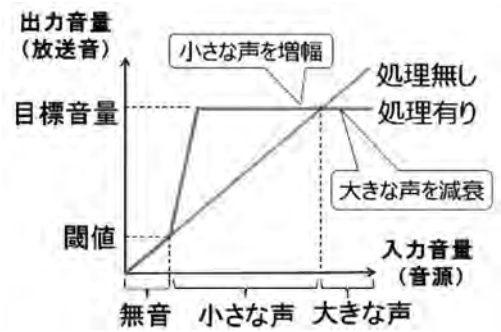 出力音量
(放送音)
小さな声を増幅
処理無し
目標音量
処理有り
大きな声を減衰
閾値
入力音量
(音源)
無音
小さな声
大きな声